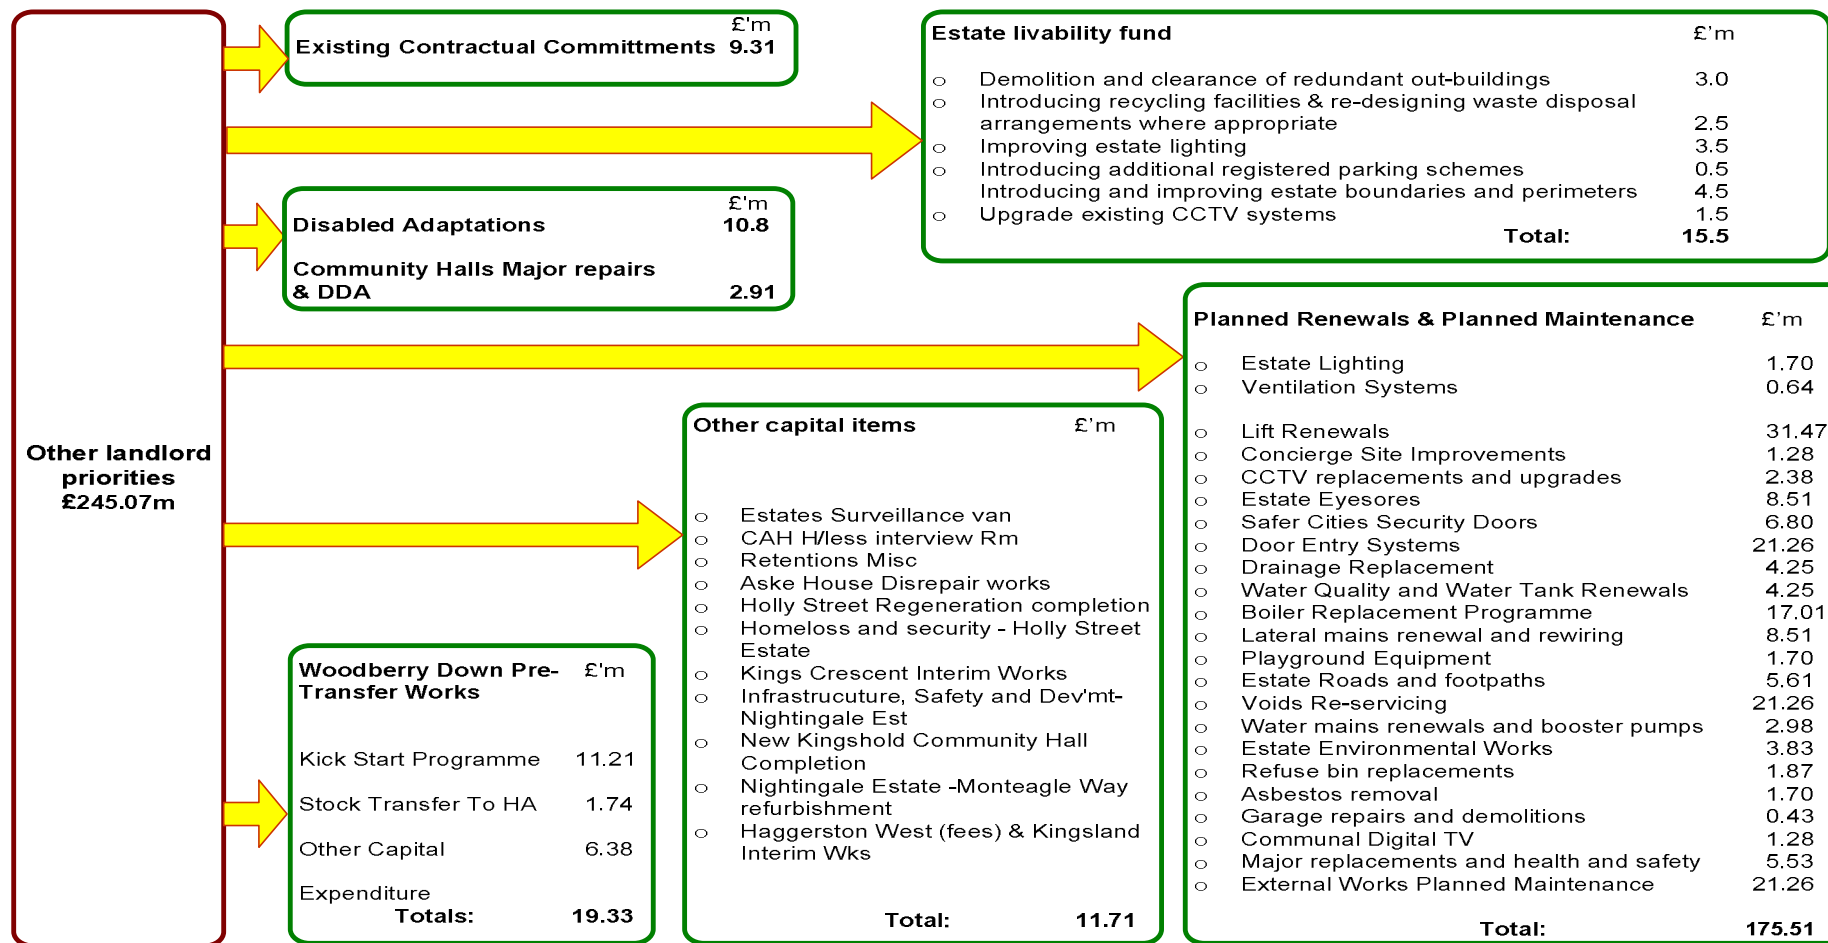 Other landlord
priorities
£245.07m
£'m
Existing Contractual Committments 9.31
Estate livability fund £'m
o Demolition and clearance of redundant out-buildings 3.0
o Introducing recycling facilities & re-designing waste disposal
arrangements where appropriate 2.5
o Improving estate lighting 3.5
o Introducing additional registered parking schemes 0.5
Introducing and improving estate boundaries and perimeters 4.5
o Upgrade existing CCTV systems 1.5
Total: 15.5
£'m
Disabled Adaptations 10.8
Community Halls Major repairs
& DDA 2.91
Planned Renewals & Planned Maintenance £'m
o Estate Lighting 1.70
o Ventilation Systems 0.64
o Lift Renewals 31.47
o Concierge Site Improvements 1.28
o CCTV replacements and upgrades 2.38
o Estate Eyesores 8.51
o Safer Cities Security Doors 6.80
o Door Entry Systems 21.26
o Drainage Replacement 4.25
o Water Quality and Water Tank Renewals 4.25
o Boiler Replacement Programme 17.01
o Lateral mains renewal and rewiring 8.51
o Playground Equipment 1.70
o Estate Roads and footpaths 5.61
o Voids Re-servicing 21.26
o Water mains renewals and booster pumps 2.98
o Estate Environmental Works 3.83
o Refuse bin replacements 1.87
o Asbestos removal 1.70
o Garage repairs and demolitions 0.43
o Communal Digital TV 1.28
o Major replacements and health and safety 5.53
o External Works Planned Maintenance 21.26
Total: 175.51
Other capital items £'m
o Estates Surveillance van
o CAH H/less interview Rm
o Retentions Misc
o Aske House Disrepair works
o Holly Street Regeneration completion
o Homeloss and security - Holly Street
Estate
o Kings Crescent Interim Works
o Infrastrucuture, Safety and Dev'mt-
Nightingale Est
o New Kingshold Community Hall
Completion
o Nightingale Estate -Monteagle Way
refurbishment
o Haggerston West (fees) & Kingsland
Interim Wks
Total: 11.71
Woodberry Down Pre- £'m
Transfer Works
Kick Start Programme 11.21
Stock Transfer To HA 1.74
Other Capital 6.38
Expenditure
Totals: 19.33